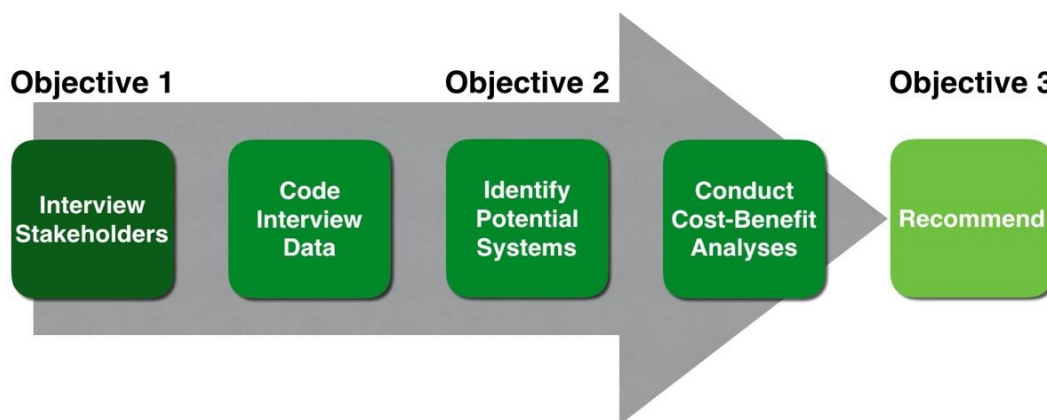 Objective 1
Objective 2
Objective 3
Interview
Stakeholders
Code
Interview
Data
Identify
Potential
Systems
Conduct
Cost-Benefit
Analyses
Recommend